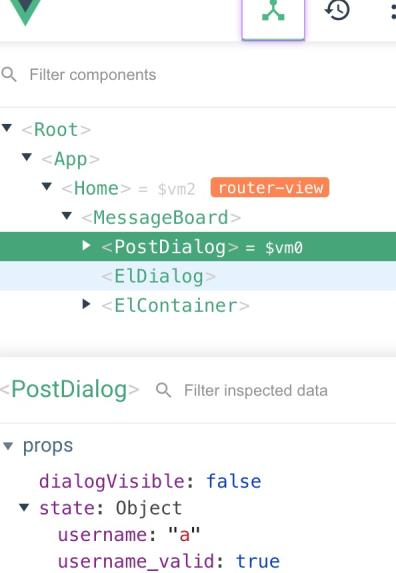 Filter components
<Root>
<App>
<Home> = $vm2 router-view
<MessageBoard>
<PostDialog> = $vm0
<ElDialog>
<ElContainer>
<PostDialog> Filter inspected data
props
dialogVisible: false
state: Object
username: "a"
username_valid: true